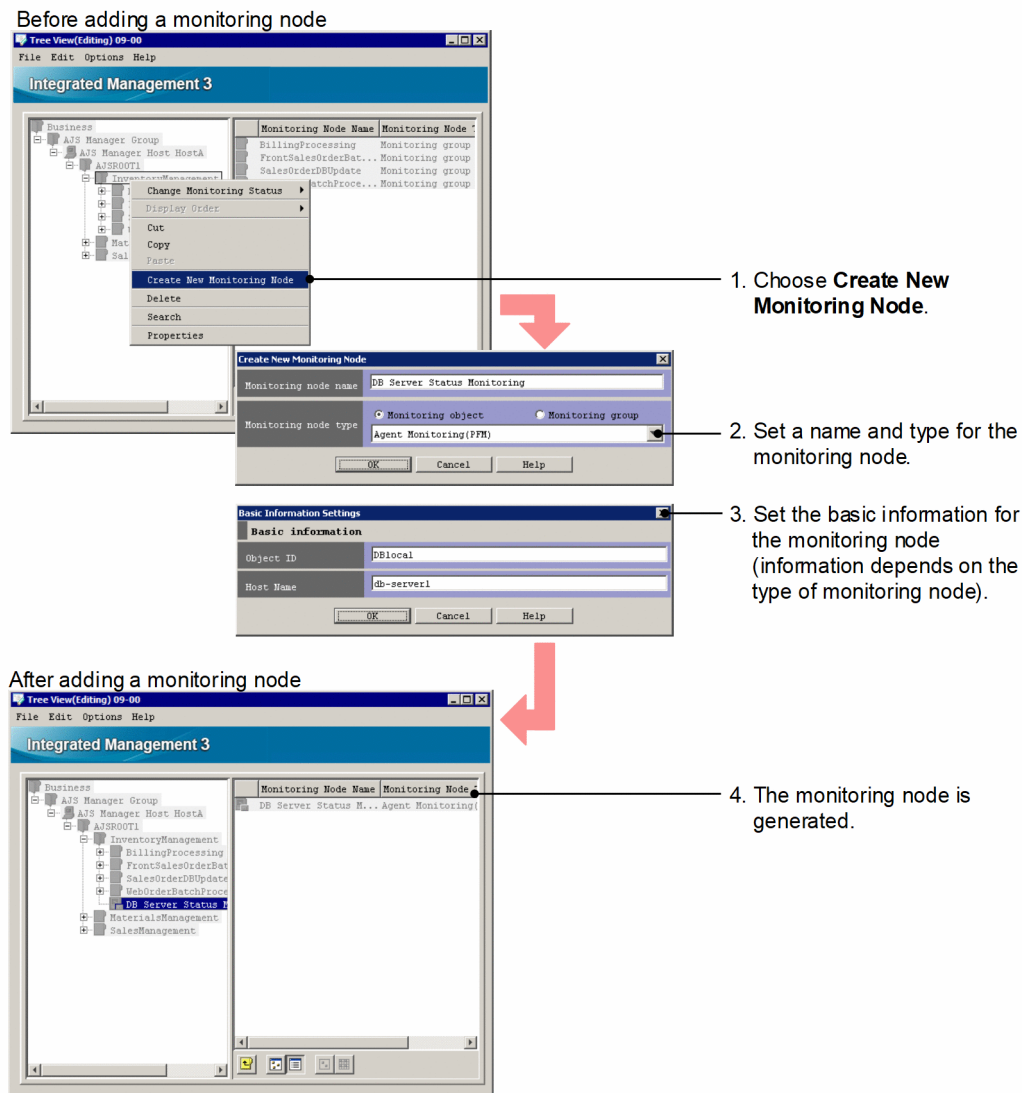 Before adding a monitoring node
Tree View(Editing) 09-00
File Edit Options Help
Integrated Management 3
Business
AJS Manager Group
AJS Manager Host HostA
AJSROOT1
InventoryManagement
Mat
Sal
Monitoring Node Name Monitoring Node
BillingProcessing Monitoring group
FrontSalesOrderBat... Monitoring group
SalesOrderDBUpdate Monitoring group
atchProce... Monitoring group
Change Monitoring Status
Display Order
Cut
Copy
Paste
Create New Monitoring Node
Delete
Search
Properties
1. Choose Create New
Monitoring Node.
Create New Monitoring Node
Monitoring node name DB Server Status Monitoring
Monitoring node type Monitoring object Monitoring group
Agent Monitoring(PFM)
OK Cancel Help
2. Set a name and type for the
monitoring node.
Basic Information Settings
Basic information
Object ID DBlocal
Host Name db-server1
OK Cancel Help
3. Set the basic information for
the monitoring node
(information depends on the
type of monitoring node).
After adding a monitoring node
Tree View(Editing) 09-00
File Edit Options Help
Integrated Management 3
Business
AJS Manager Group
AJS Manager Host HostA
AJSROOT1
InventoryManagement
BillingProcessing
FrontSalesOrderBat
SalesOrderDBUpdate
WebOrderBatchProce
DB Server Status M
MaterialsManagement
SalesManagement
Monitoring Node Name Monitoring Node
DB Server Status M... Agent Monitoring(
4. The monitoring node is
generated.